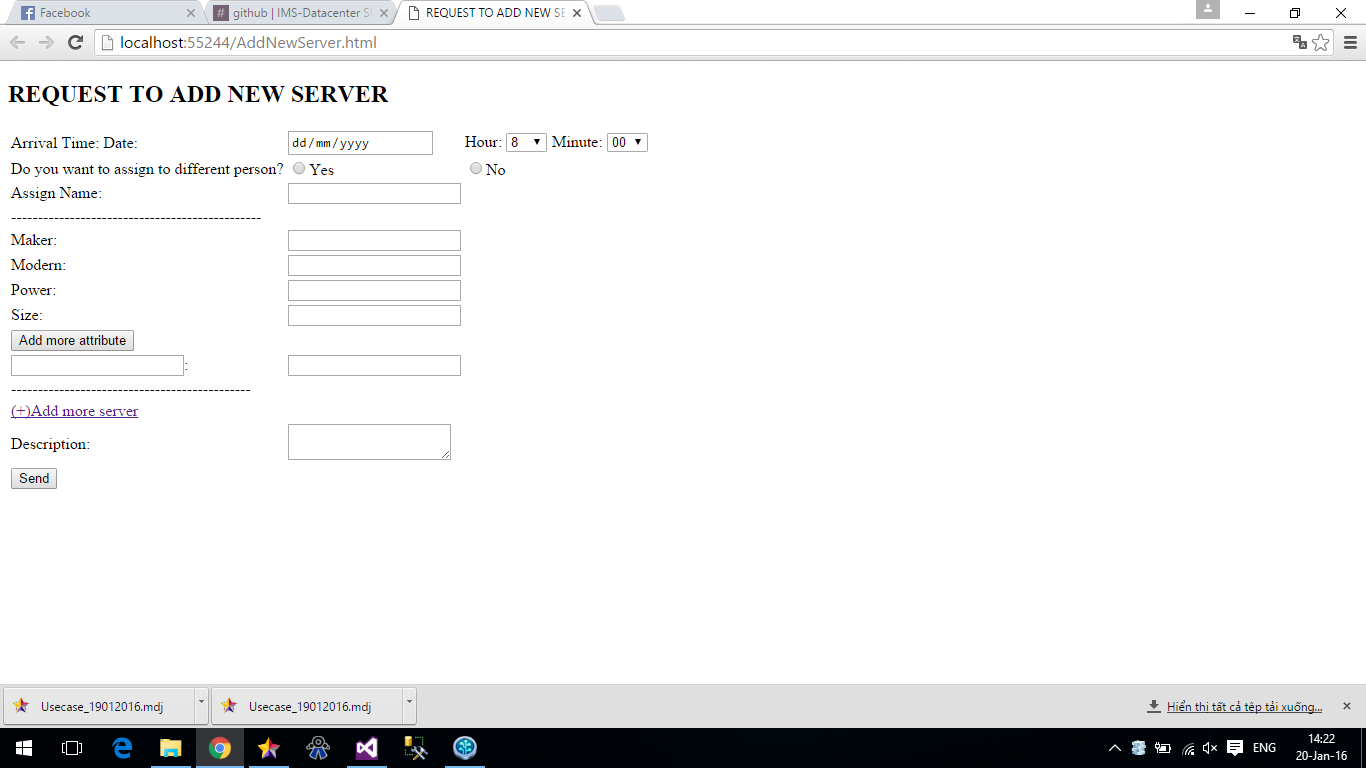 Facebook
github | IMS-Datacenter S
REQUEST TO ADD NEW SE
localhost:55244/AddNewServer.html
REQUEST TO ADD NEW SERVER
Arrival Time: Date: dd/mm/yyyy Hour: 8 Minute: 00
Do you want to assign to different person? Yes No
Assign Name:
-----------------------------------------------
Maker:
Modern:
Power:
Size:
Add more attribute
:
---------------------------------------------
(+)Add more server
Description:
Send
Usecase_19012016.mdj Usecase_19012016.mdj Hiển thị tất cả tệp tải xuống...
ENG 14:22
20-Jan-16